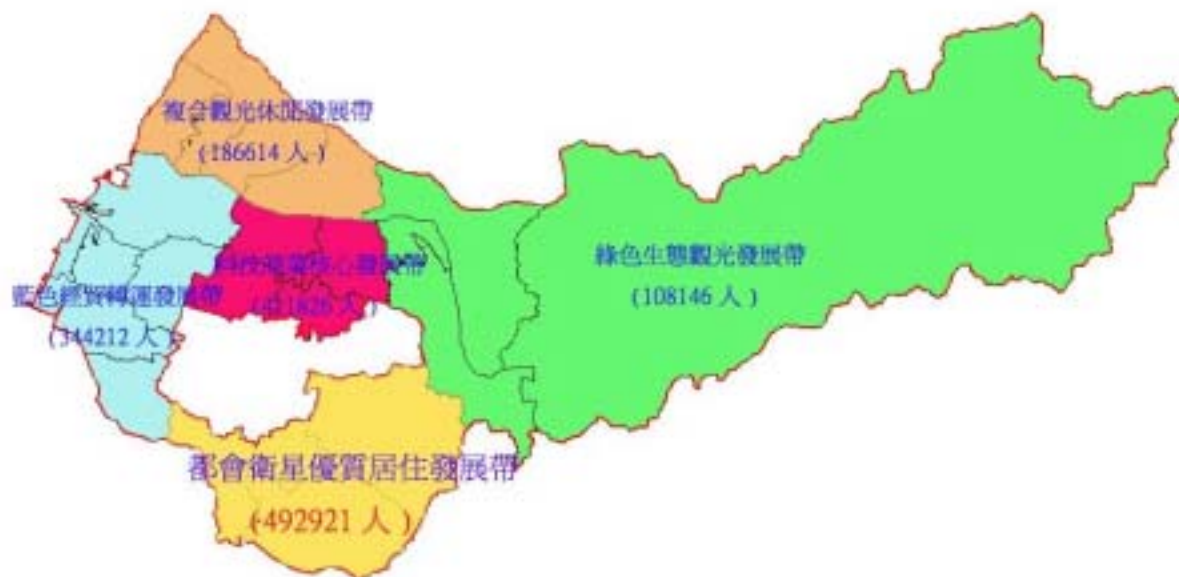 複合觀光休閒發展帶
(186614 人)
綠色生態觀光發展帶
(108146 人)
科技產業核心發展帶
藍色經貿轉運發展帶
(344212 人)
都會衛星優質居住發展帶
(492921 人)